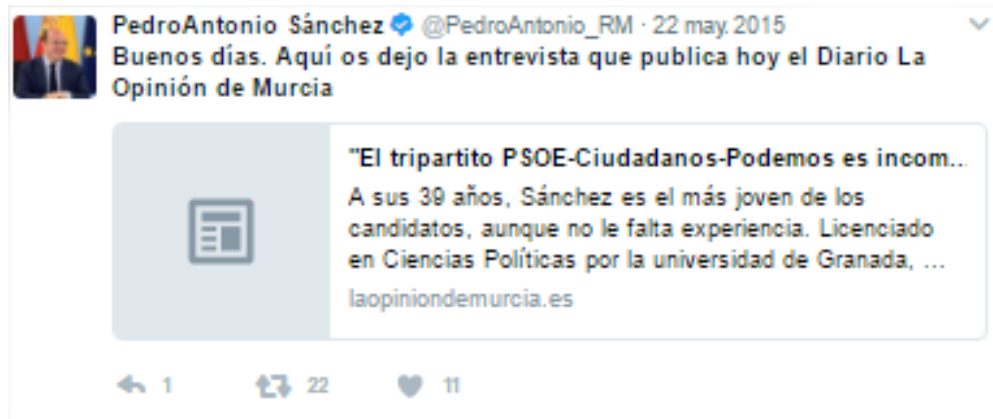 PedroAntonio Sánchez @PedroAntonio_RM · 22 may. 2015
Buenos días. Aquí os dejo la entrevista que publica hoy el Diario La
Opinión de Murcia
"El tripartito PSOE-Ciudadanos-Podemos es incom...
A sus 39 años, Sánchez es el más joven de los
candidatos, aunque no le falta experiencia. Licenciado
en Ciencias Políticas por la universidad de Granada, ...
laopiniondemurcia.es
1 22 11